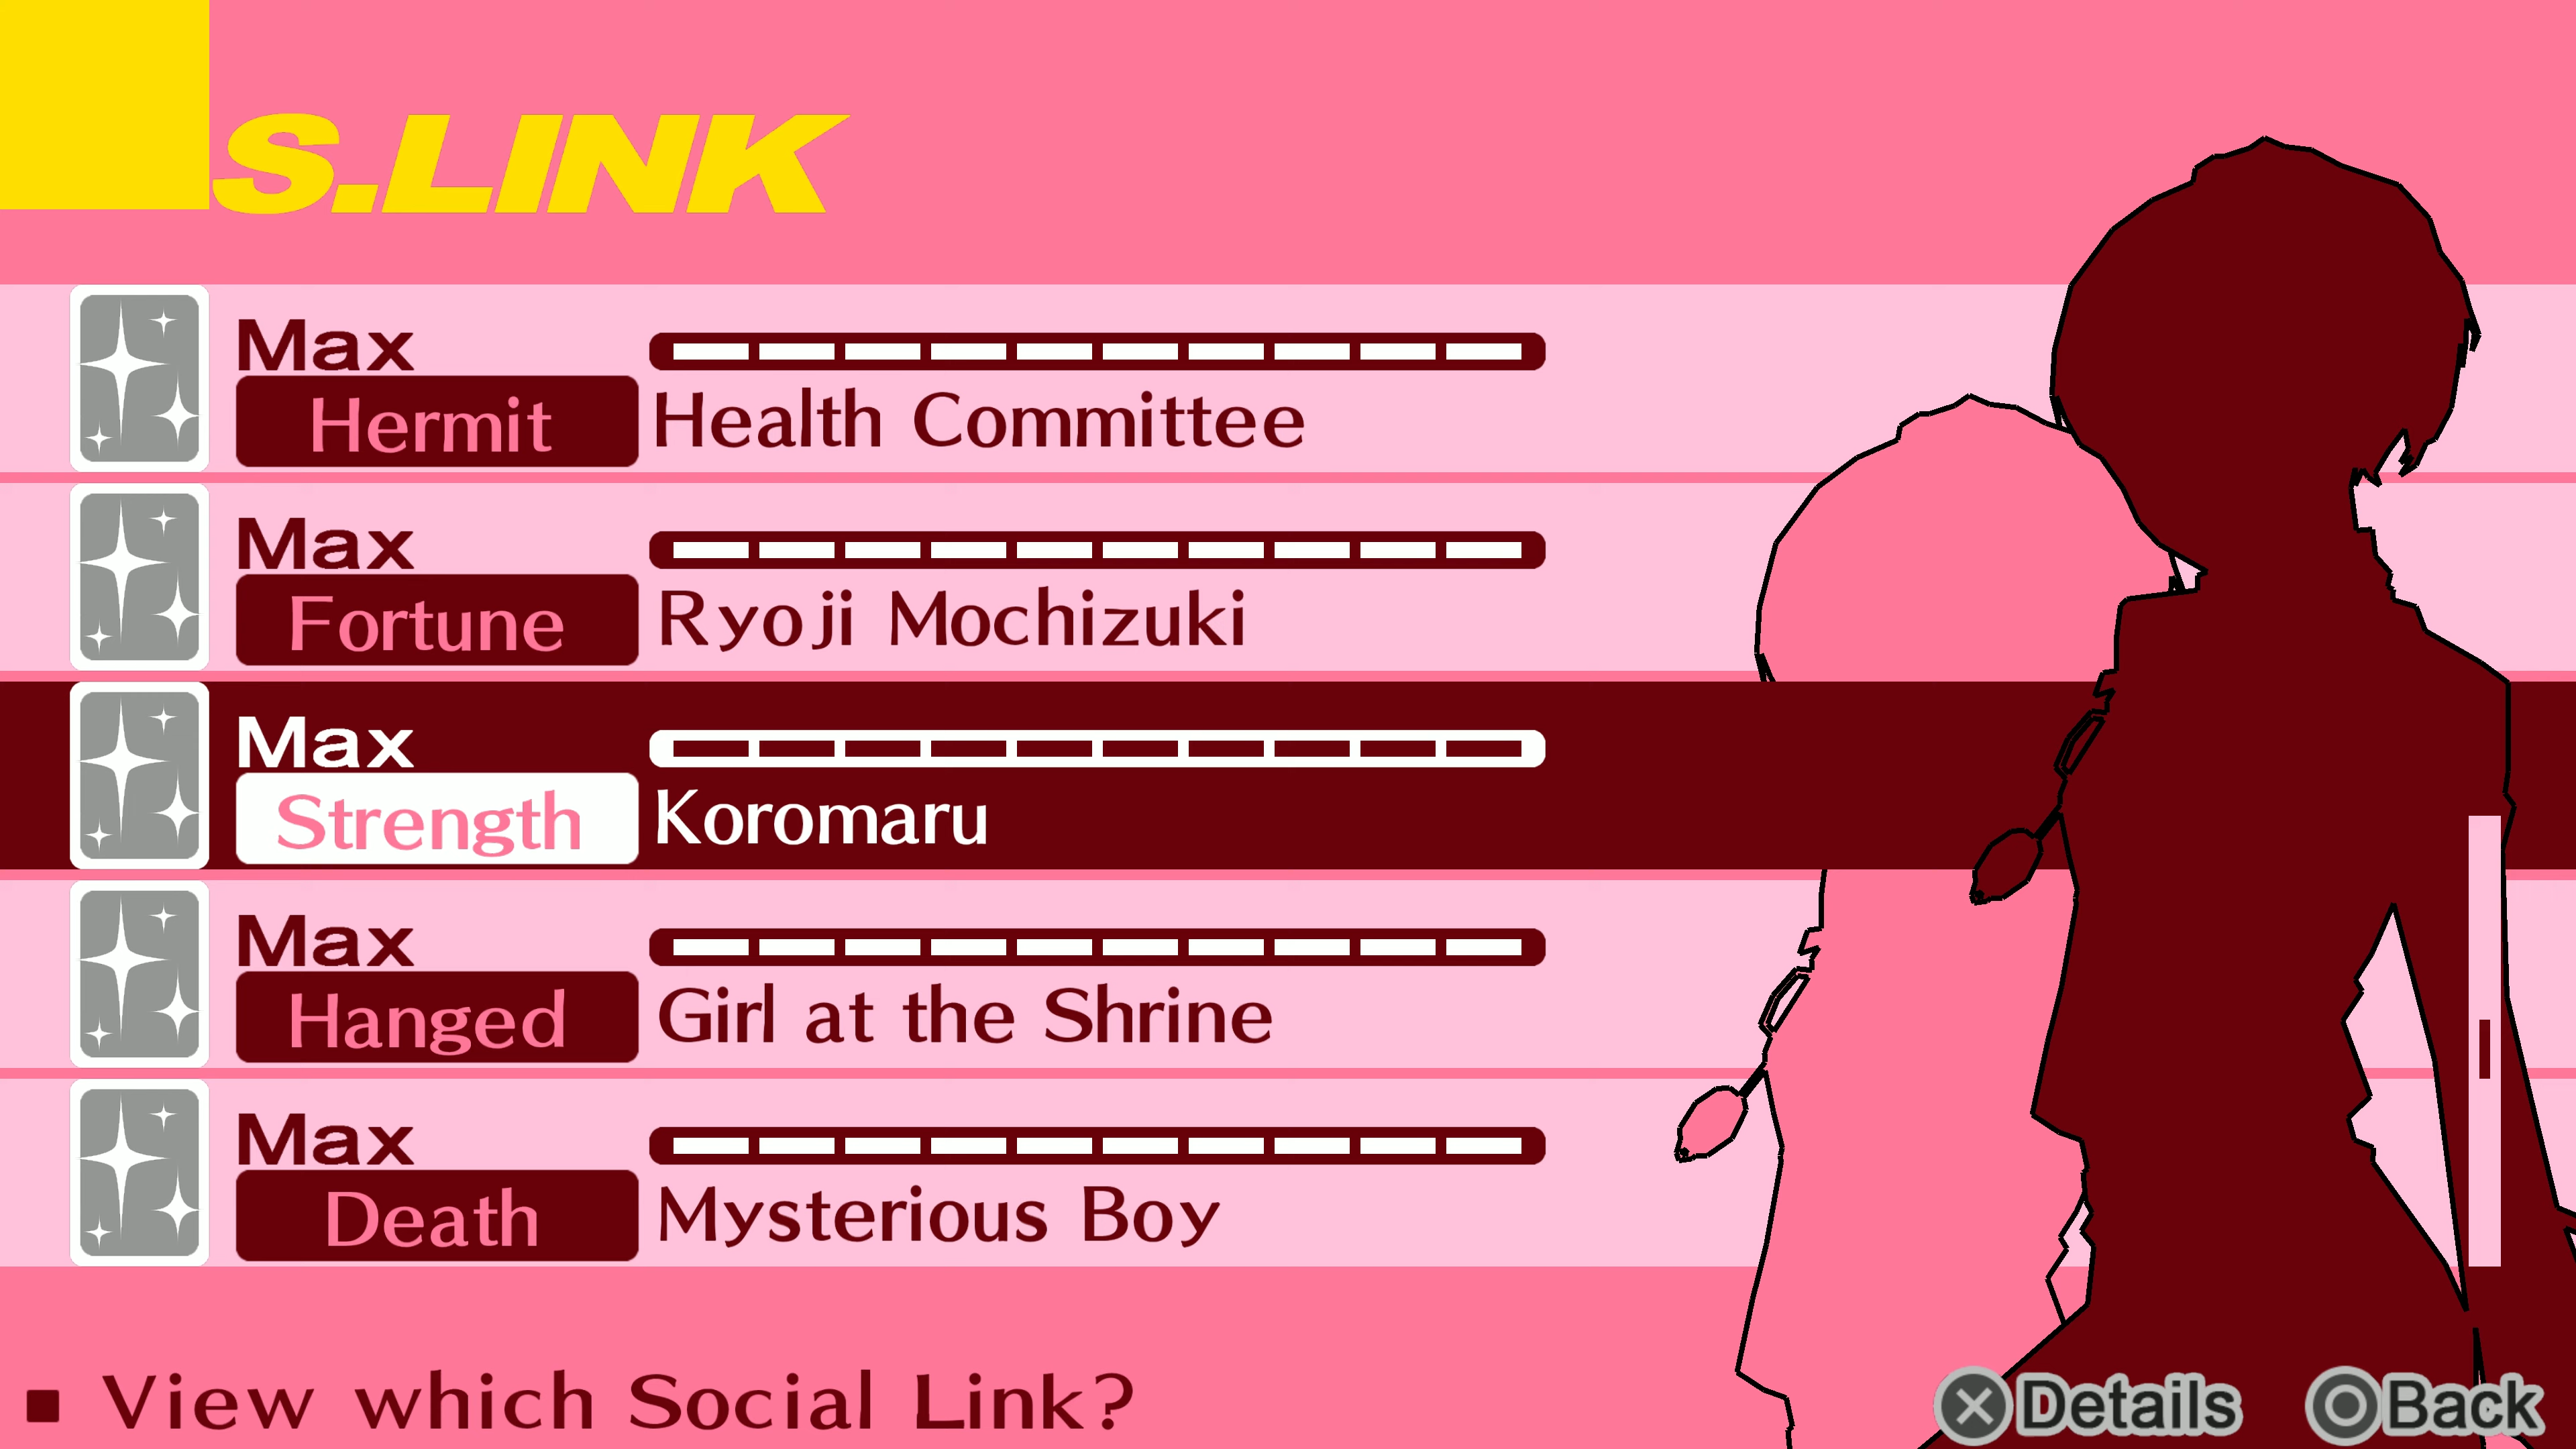 S.LINK
Max
Hermit Health Committee
Max
Fortune Ryoji Mochizuki
Max
Strength Koromaru
Max
Hanged Girl at the Shrine
Max
Death Mysterious Boy
View which Social Link?
Details Back